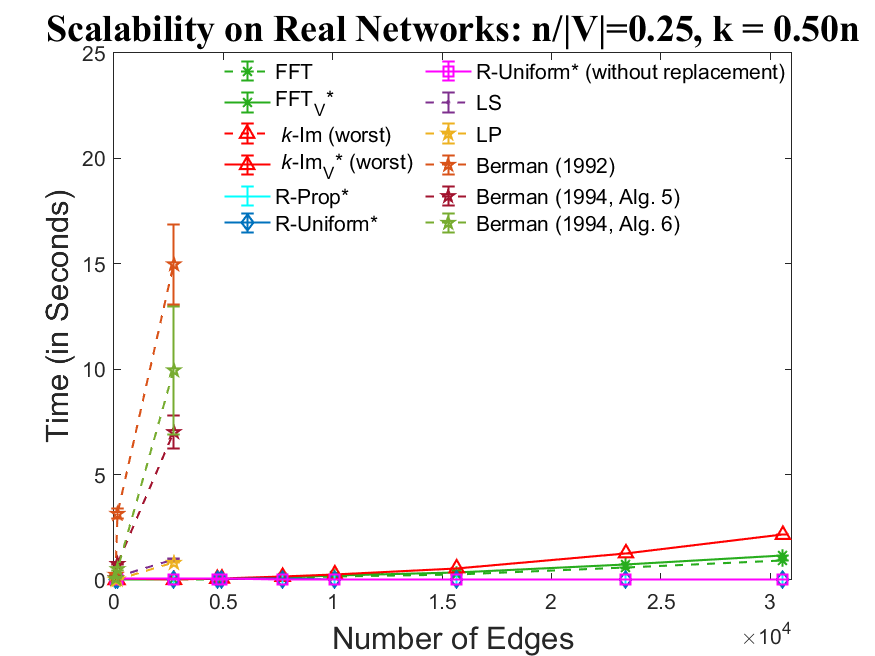 Scalability on Real Networks: n/|V|=0.25, k = 0.50n
FFT
FFT_V*
k-Im (worst)
k-Im_V* (worst)
R-Prop*
R-Uniform*
R-Uniform* (without replacement)
LS
LP
Berman (1992)
Berman (1994, Alg. 5)
Berman (1994, Alg. 6)
Time (in Seconds)
25
20
15
10
5
0
0 0.5 1 1.5 2 2.5 3
×10^4
Number of Edges